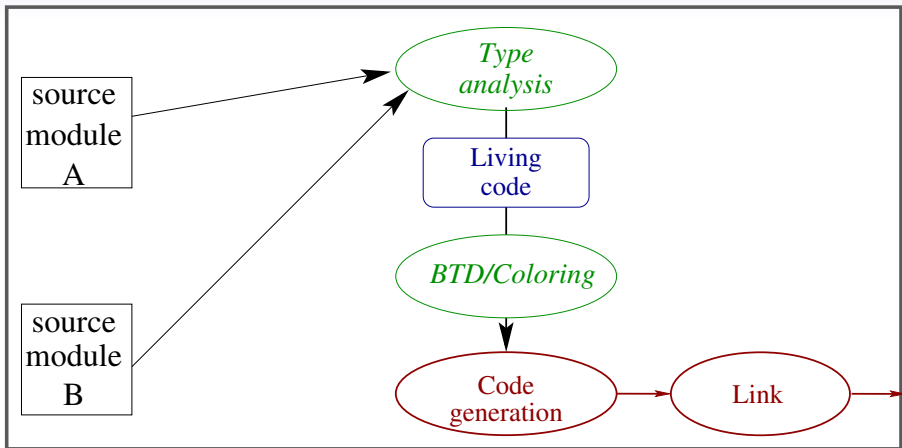 source
module
A
Type
analysis
Living
code
BTD/Coloring
source
module
B
Code
generation
Link